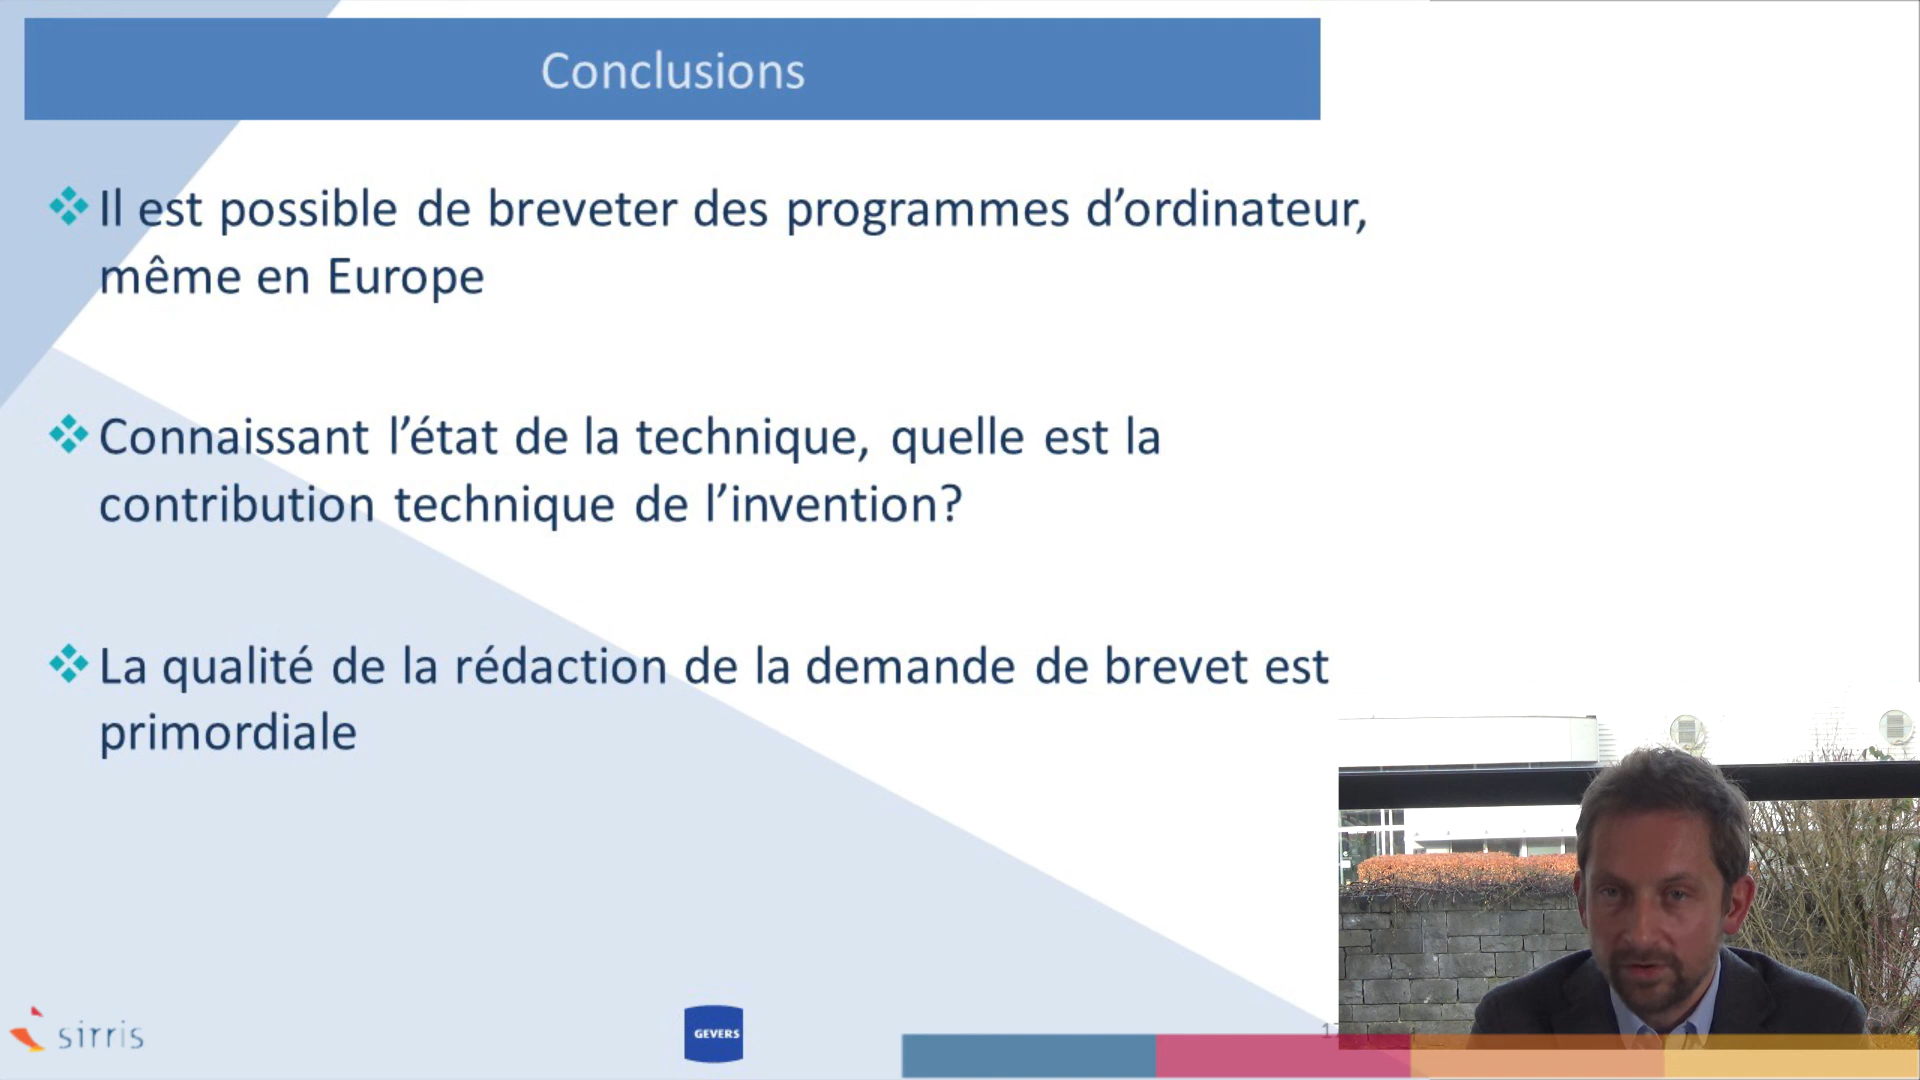 Conclusions
Il est possible de breveter des programmes d’ordinateur,
même en Europe
Connaissant l’état de la technique, quelle est la
contribution technique de l’invention?
La qualité de la rédaction de la demande de brevet est
primordiale
sirris
GEVERS